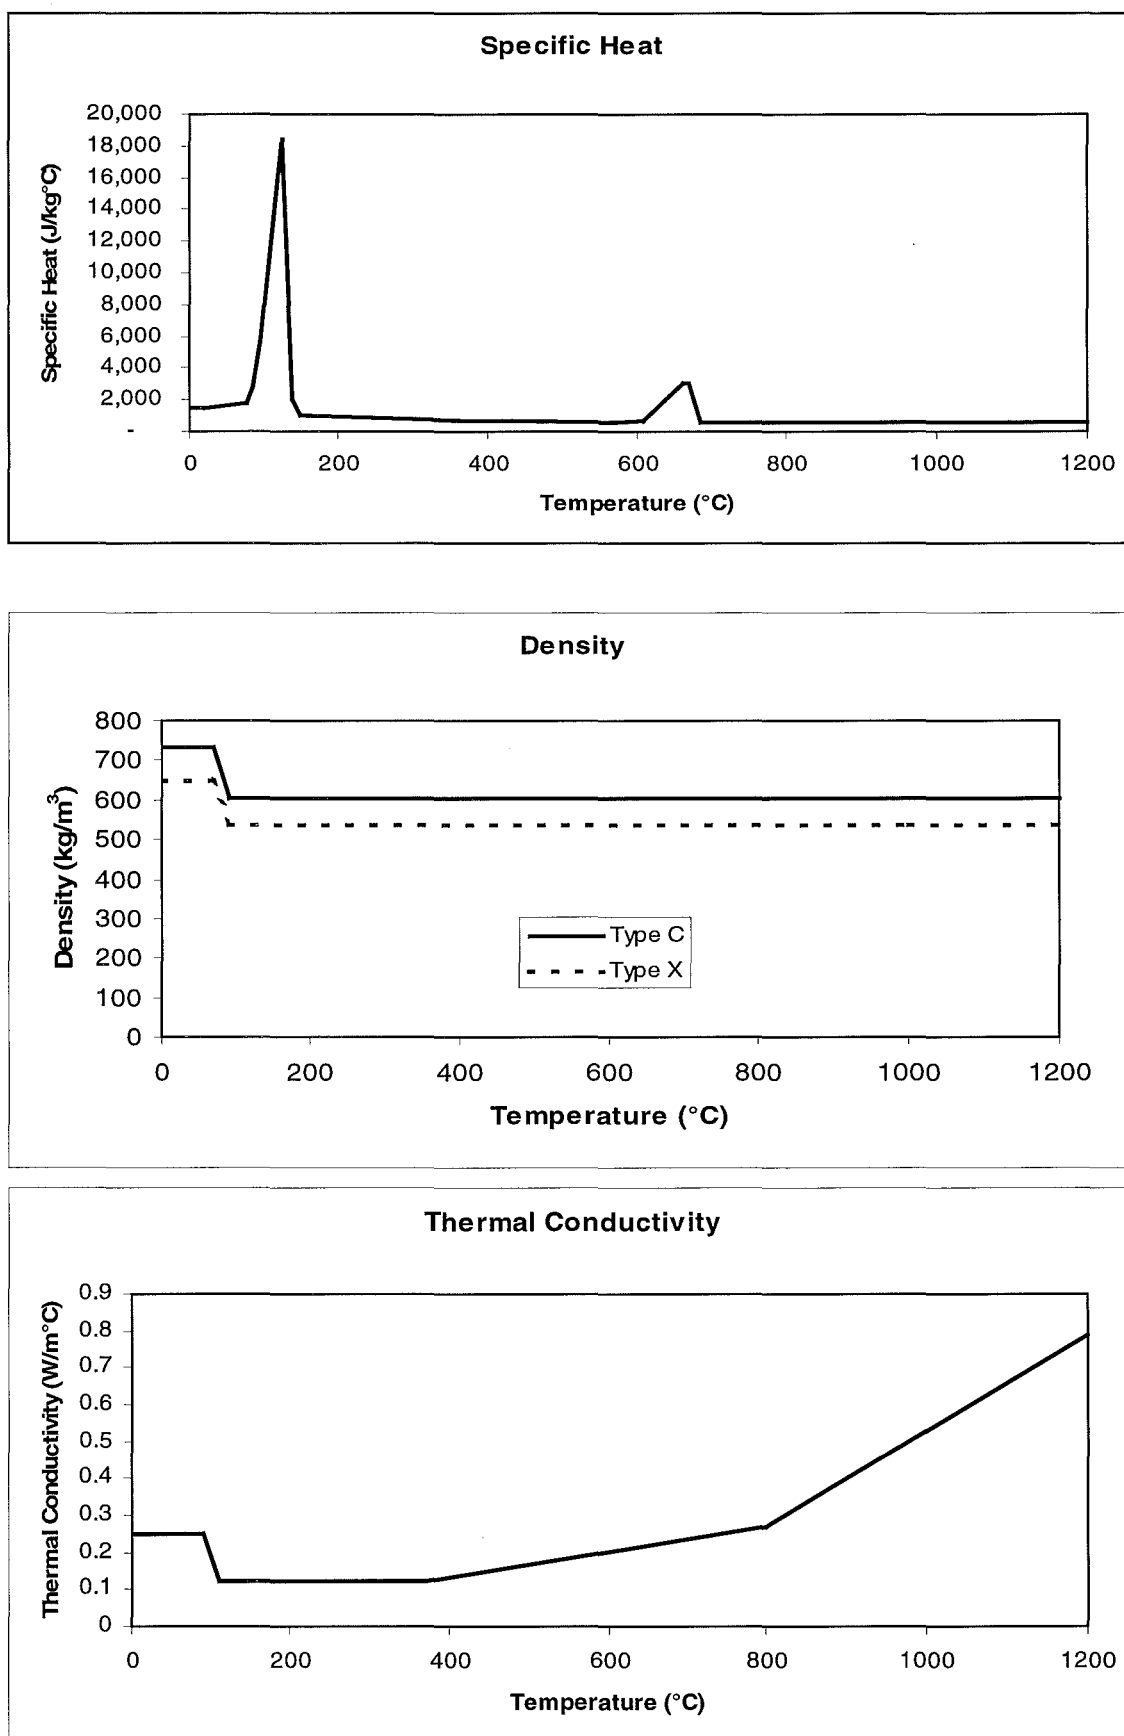 Specific Heat
20,000
18,000
16,000
14,000
12,000
10,000
8,000
6,000
4,000
2,000
-
Specific Heat (J/kg°C)
0 200 400 600 800 1000 1200
Temperature (°C)
Density
800
700
600
500
400
300
200
100
0
Density (kg/m³)
Type C
Type X
0 200 400 600 800 1000 1200
Temperature (°C)
Thermal Conductivity
0.9
0.8
0.7
0.6
0.5
0.4
0.3
0.2
0.1
0
Thermal Conductivity (W/m°C)
0 200 400 600 800 1000 1200
Temperature (°C)